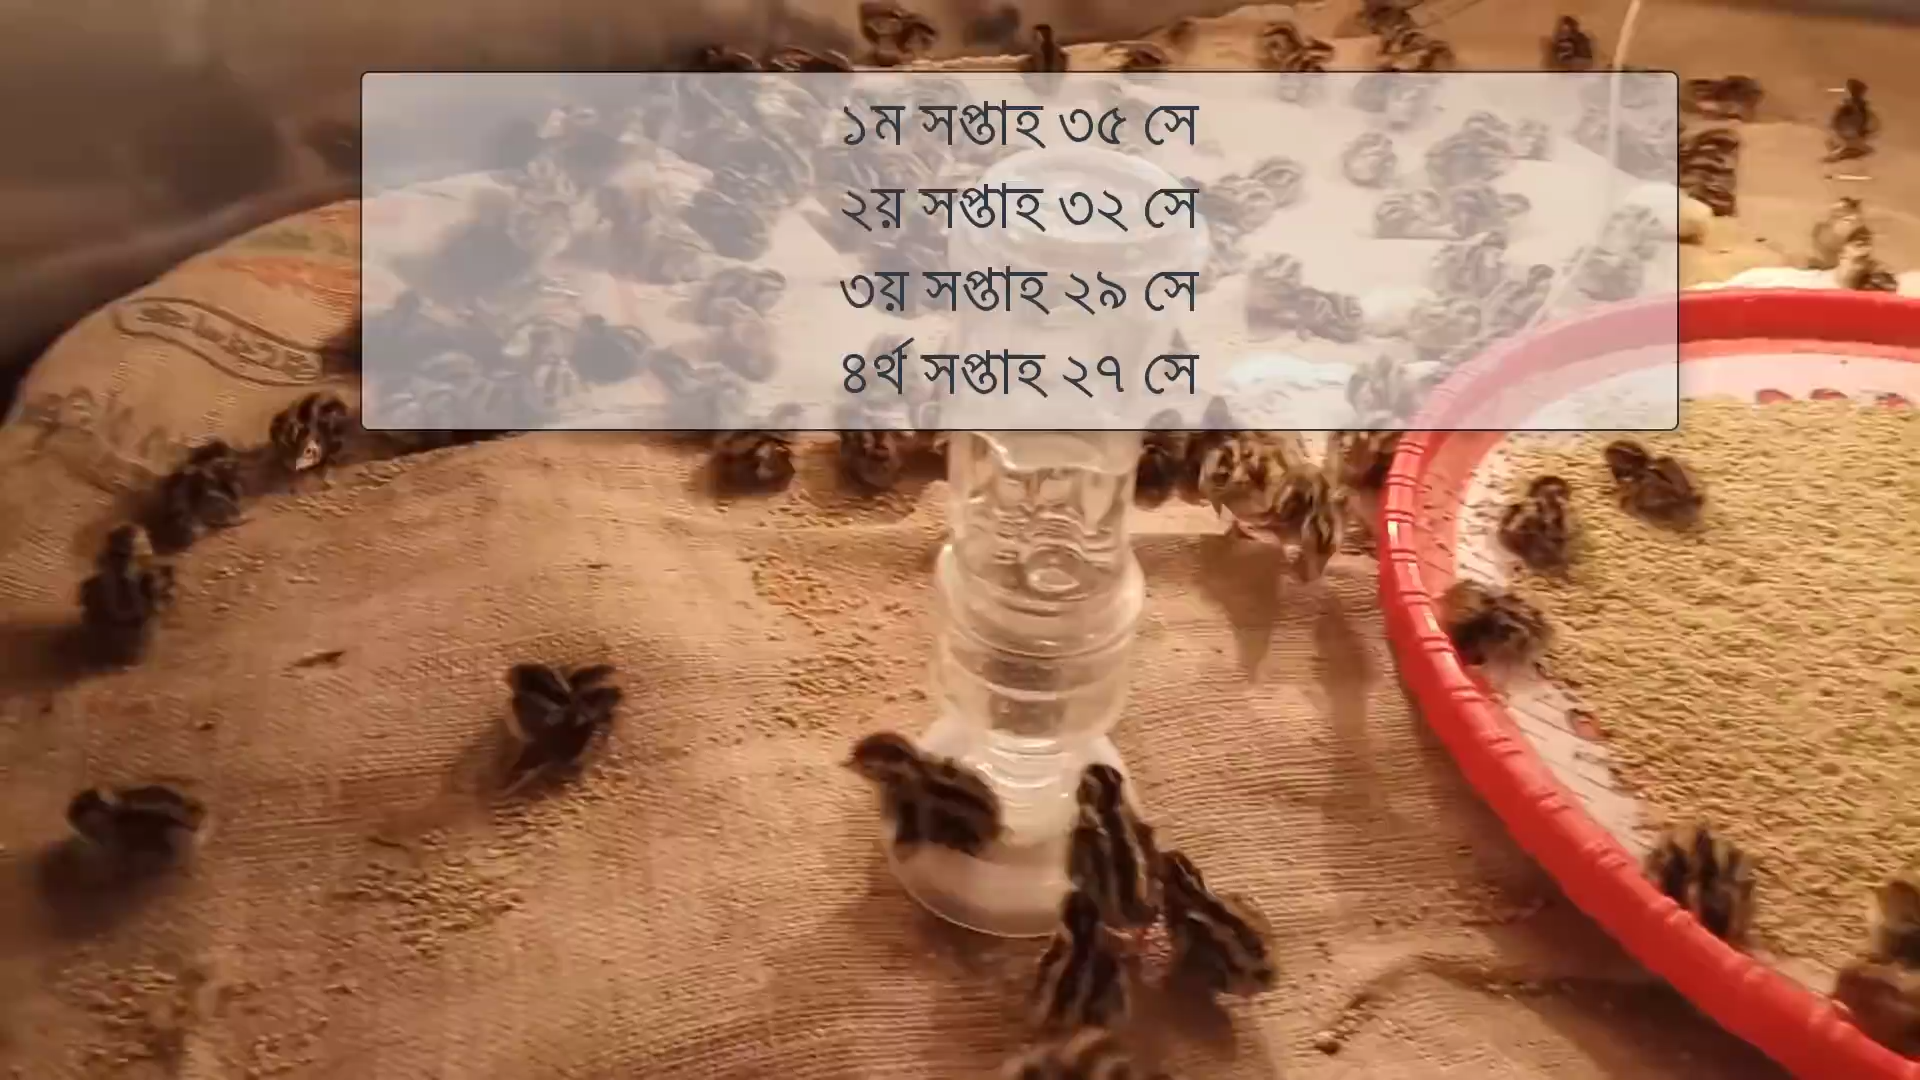 ১ম সপ্তাহ ৩৫ সে
২য় সপ্তাহ ৩২ সে
৩য় সপ্তাহ ২৯ সে
৪র্থ সপ্তাহ ২৭ সে